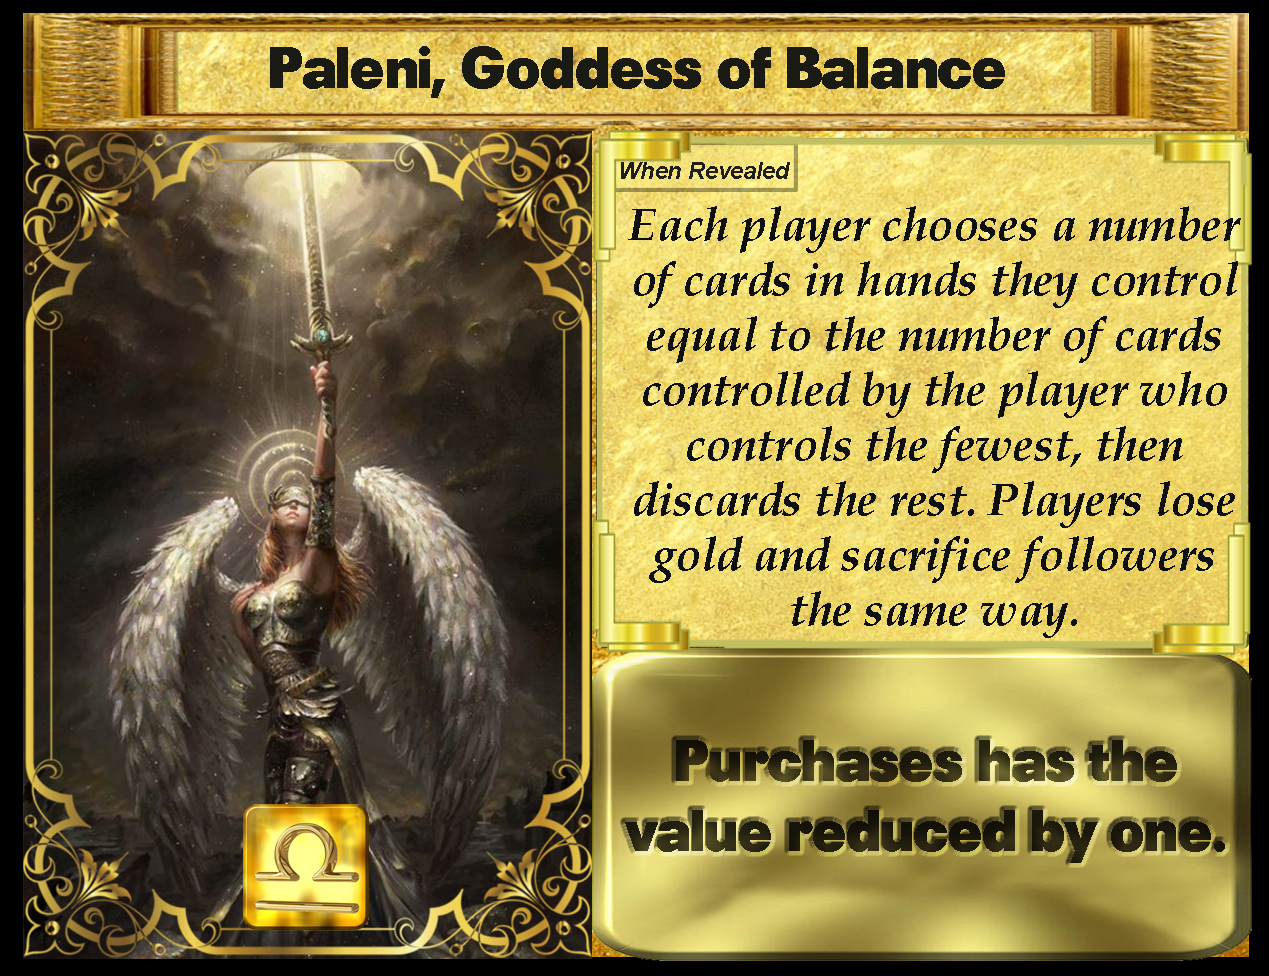 Paleni, Goddess of Balance
When Revealed
Each player chooses a number
of cards in hands they control
equal to the number of cards
controlled by the player who
controls the fewest, then
discards the rest. Players lose
gold and sacrifice followers
the same way.
Purchases has the
value reduced by one.